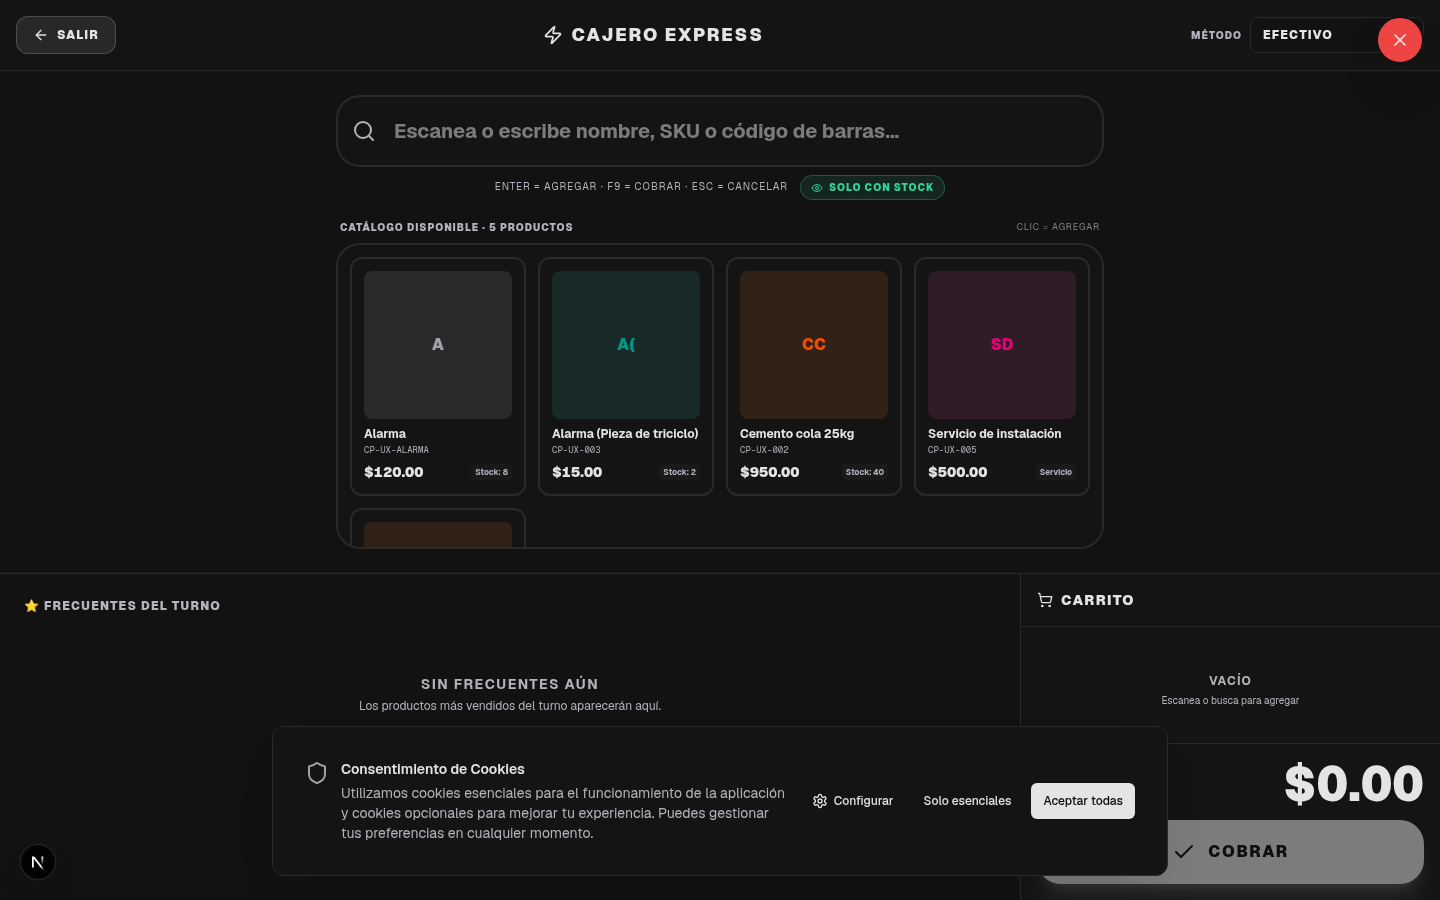 SALIR
CAJERO EXPRESS
MÉTODO
EFECTIVO
Escanea o escribe nombre, SKU o código de barras...
ENTER = AGREGAR · F9 = COBRAR · ESC = CANCELAR
SOLO CON STOCK
CATÁLOGO DISPONIBLE · 5 PRODUCTOS
CLIC = AGREGAR
A
Alarma
CP-UX-ALARMA
$120.00
Stock: 8
A(
Alarma (Pieza de triciclo)
CP-UX-003
$15.00
Stock: 2
CC
Cemento cola 25kg
CP-UX-002
$950.00
Stock: 40
SD
Servicio de instalación
CP-UX-005
$500.00
Servicio
⭐ FRECUENTES DEL TURNO
SIN FRECUENTES AÚN
Los productos más vendidos del turno aparecerán aquí.
CARRITO
VACÍO
Escanea o busca para agregar
$0.00
COBRAR
Consentimiento de Cookies
Utilizamos cookies esenciales para el funcionamiento de la aplicación
y cookies opcionales para mejorar tu experiencia. Puedes gestionar
tus preferencias en cualquier momento.
Configurar
Solo esenciales
Aceptar todas
N